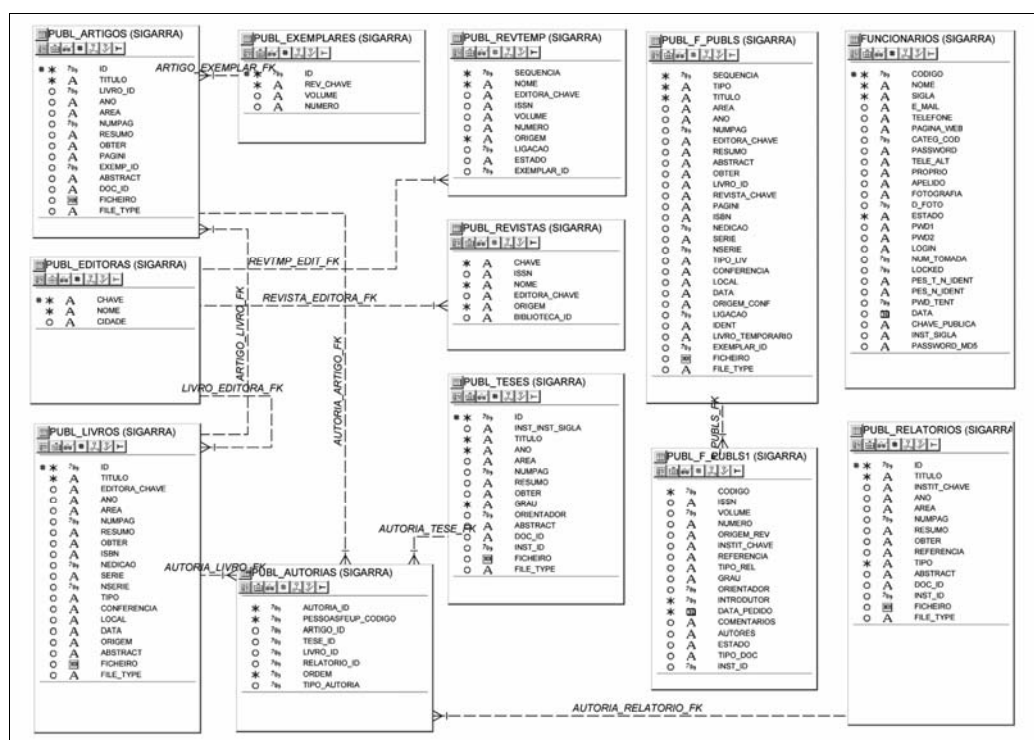 PUBL_ARTIGOS (SIGARRA)
ID
TITULO
LIVRO_ID
ANO
AREA
NUMPAG
RESUMO
OBTER
PAGINI
EXEMP_ID
ABSTRACT
DOC_ID
FICHEIRO
FILE_TYPE
ARTIGO_EXEMPLAR_FK
PUBL_EXEMPLARES (SIGARRA)
ID
REV_CHAVE
VOLUME
NUMERO
PUBL_REVTEMP (SIGARRA)
SEQUENCIA
NOME
EDITORA_CHAVE
ISSN
VOLUME
NUMERO
ORIGEM
LIGACAO
ESTADO
EXEMPLAR_ID
PUBL_F_PUBLS (SIGARRA)
SEQUENCIA
TIPO
TITULO
AREA
ANO
NUMPAG
EDITORA_CHAVE
RESUMO
ABSTRACT
OBTER
LIVRO_ID
REVISTA_CHAVE
PAGINI
ISBN
NEDICAO
SERIE
NSERIE
TIPO_LIV
CONFERENCIA
LOCAL
DATA
ORIGEM_CONF
LIGACAO
IDENT
LIVRO_TEMPORARIO
EXEMPLAR_ID
FICHEIRO
FILE_TYPE
FUNCIONARIOS (SIGARRA)
CODIGO
NOME
SIGLA
E_MAIL
TELEFONE
PAGINA_WEB
CATEG_COD
PASSWORD
TELE_ALT
PROPRIO
APELIDO
FOTOGRAFIA
D_FOTO
ESTADO
PWD1
PWD2
LOGIN
NUM_TOMADA
LOCKED
PES_T_N_IDENT
PES_N_IDENT
PWD_TENT
DATA
CHAVE_PUBLICA
INST_SIGLA
PASSWORD_MD5
PUBL_EDITORAS (SIGARRA)
CHAVE
NOME
CIDADE
REVTMP_EDIT_FK
REVISTA_EDITORA_FK
ARTIGO_LIVRO_FK
LIVRO_EDITORA_FK
AUTORIA_ARTIGO_FK
PUBL_REVISTAS (SIGARRA)
CHAVE
ISSN
NOME
EDITORA_CHAVE
ORIGEM
BIBLIOTECA_ID
PUBL_LIVROS (SIGARRA)
ID
TITULO
EDITORA_CHAVE
ANO
AREA
NUMPAG
RESUMO
OBTER
ISBN
NEDICAO
SERIE
NSERIE
TIPO
CONFERENCIA
LOCAL
DATA
ORIGEM
ABSTRACT
FICHEIRO
FILE_TYPE
AUTORIA_LIVRO_FK
PUBL_AUTORIAS (SIGARRA)
AUTORIA_ID
PESSOASFEUP_CODIGO
ARTIGO_ID
TESE_ID
LIVRO_ID
RELATORIO_ID
ORDEM
TIPO_AUTORIA
AUTORIA_TESE_FK
PUBL_TESES (SIGARRA)
ID
INST_INST_SIGLA
TITULO
ANO
AREA
NUMPAG
RESUMO
OBTER
GRAU
ORIENTADOR
ABSTRACT
DOC_ID
INST_ID
FICHEIRO
FILE_TYPE
PUBLS_FK
PUBL_F_PUBLS1 (SIGARRA)
CODIGO
ISSN
VOLUME
NUMERO
ORIGEM_REV
INSTIT_CHAVE
REFERENCIA
TIPO_REL
GRAU
ORIENTADOR
INTRODUTOR
DATA_PEDIDO
COMENTARIOS
AUTORES
ESTADO
TIPO_DOC
INST_ID
PUBL_RELATORIOS (SIGARRA)
ID
TITULO
INSTIT_CHAVE
ANO
AREA
NUMPAG
RESUMO
OBTER
REFERENCIA
TIPO
ABSTRACT
DOC_ID
INST_ID
FICHEIRO
FILE_TYPE
AUTORIA_RELATORIO_FK